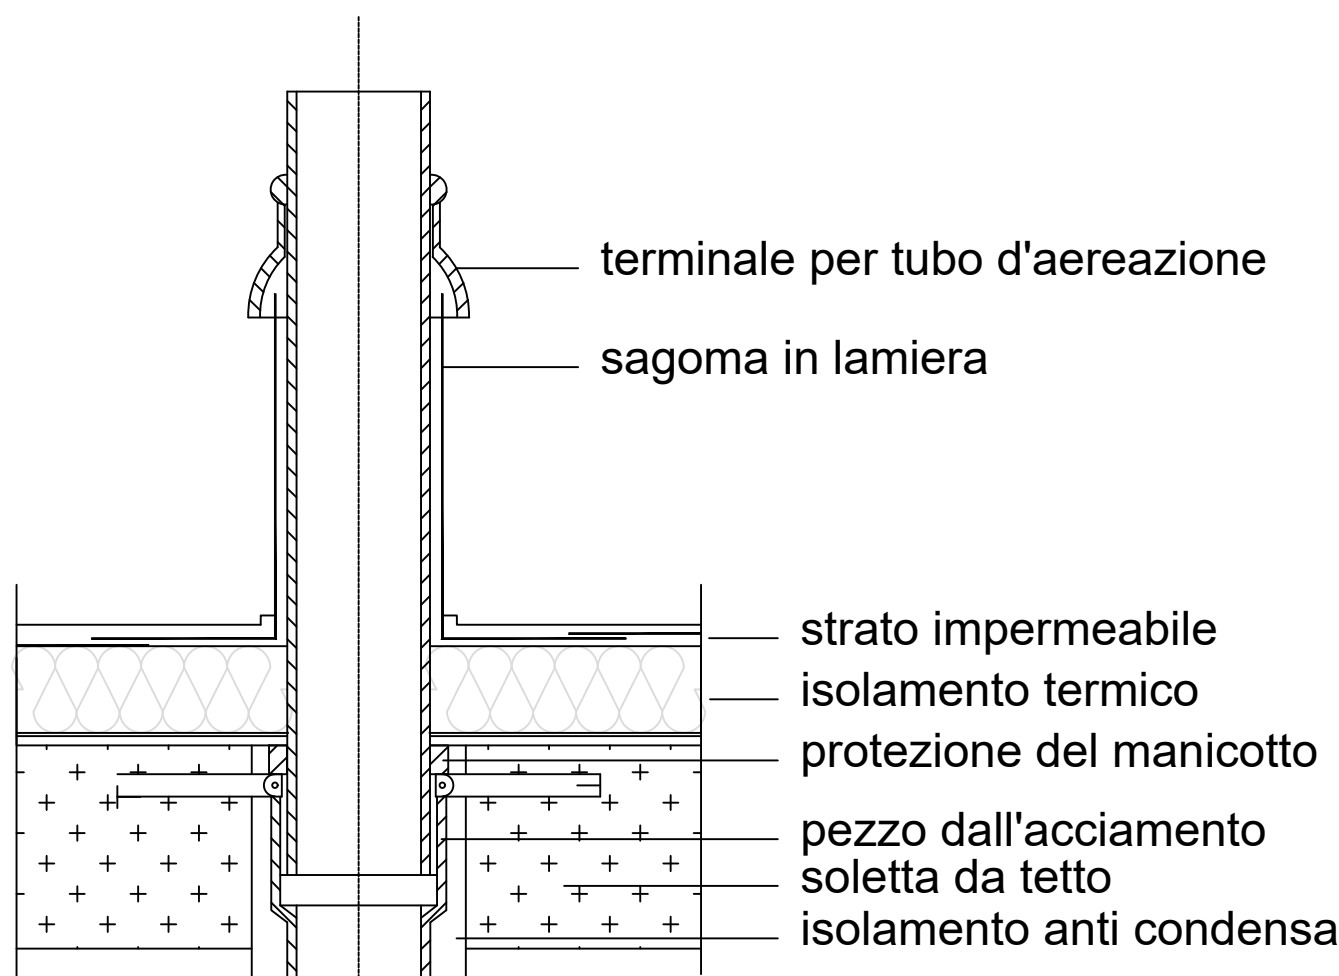 terminale per tubo d'aereazione
sagoma in lamiera
strato impermeabile
isolamento termico
protezione del manicotto
pezzo dall'acciamento
soletta da tetto
isolamento anti condensa